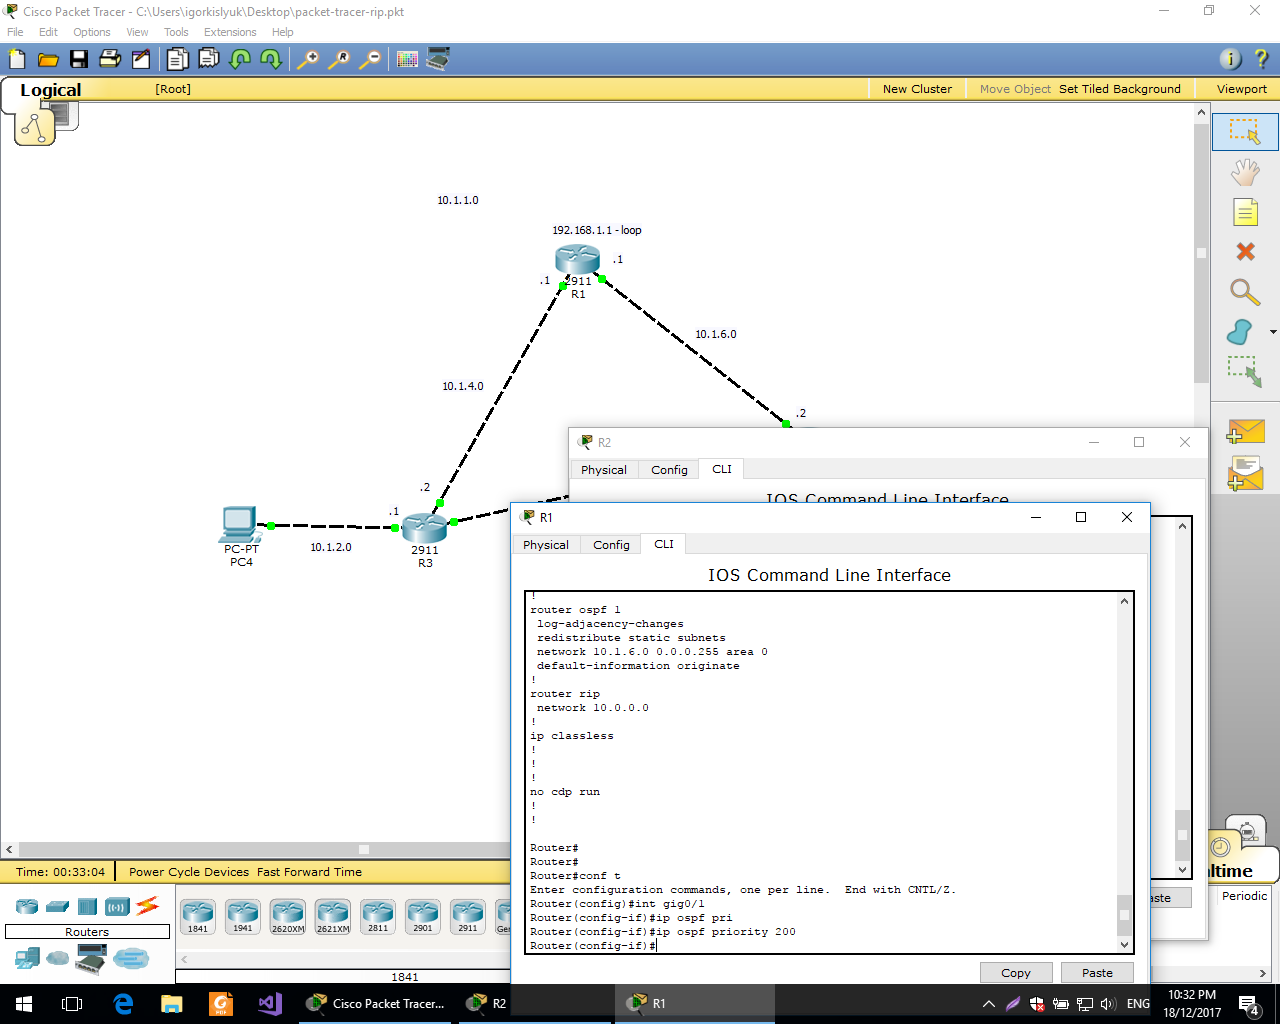 Cisco Packet Tracer - C:\Users\igorkislyuk\Desktop\packet-tracer-rip.pkt
File Edit Options View Tools Extensions Help
Logical [Root] New Cluster Move Object Set Tiled Background Viewport
10.1.1.0
192.168.1.1 - loop
.1
.1
2911
R1
10.1.6.0
10.1.4.0
.2
.2
.1
PC-PT
PC4
10.1.2.0
2911
R3
R2
Physical Config CLI
IOS Command Line Interface
R1
Physical Config CLI
IOS Command Line Interface
!
router ospf 1
log-adjacency-changes
redistribute static subnets
network 10.1.6.0 0.0.0.255 area 0
default-information originate
!
router rip
network 10.0.0.0
!
ip classless
!
!
!
no cdp run
!
!
Router#
Router#
Router#conf t
Enter configuration commands, one per line. End with CNTL/Z.
Router(config)#int gig0/1
Router(config-if)#ip ospf pri
Router(config-if)#ip ospf priority 200
Router(config-if)#
Copy Paste
Time: 00:33:04 Power Cycle Devices Fast Forward Time
Routers
1841 1941 2620XM 2621XM 2811 2901 2911
1841
Periodic
Cisco Packet Tracer... R2 R1
ENG
10:32 PM
18/12/2017
4